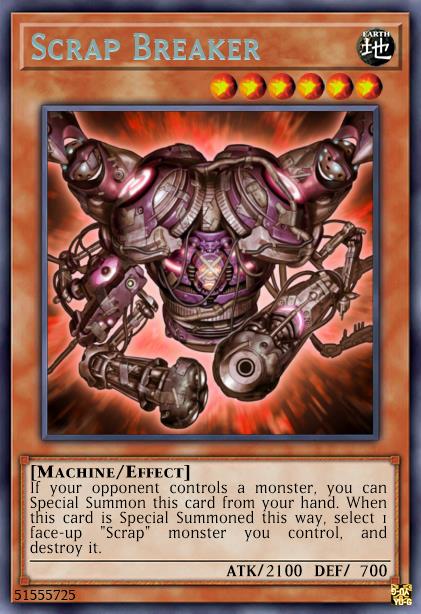 SCRAP BREAKER
EARTH
地
[MACHINE/EFFECT]
If your opponent controls a monster, you can
Special Summon this card from your hand. When
this card is Special Summoned this way, select 1
face-up "Scrap" monster you control, and
destroy it.
ATK/2100 DEF/ 700
51555725